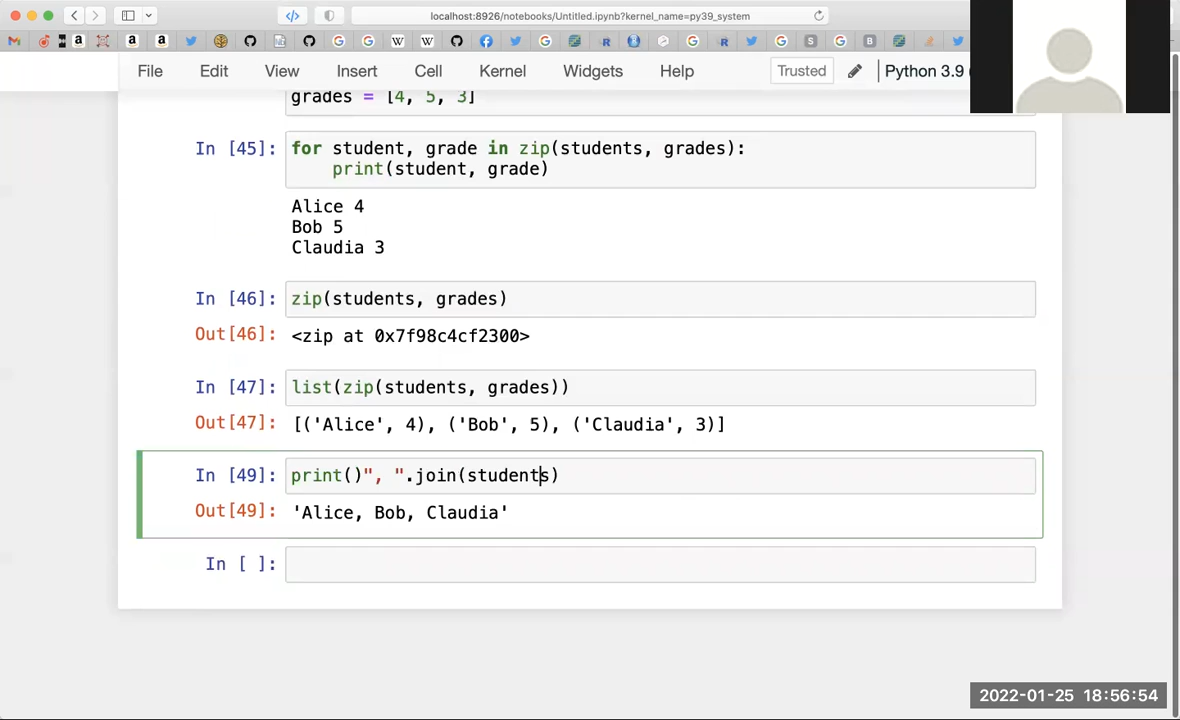 localhost:8926/notebooks/Untitled.ipynb?kernel_name=py39_system
File Edit View Insert Cell Kernel Widgets Help Trusted Python 3.9
grades = [4, 5, 3]
In [45]: for student, grade in zip(students, grades):
print(student, grade)
Alice 4
Bob 5
Claudia 3
In [46]: zip(students, grades)
Out[46]: <zip at 0x7f98c4cf2300>
In [47]: list(zip(students, grades))
Out[47]: [('Alice', 4), ('Bob', 5), ('Claudia', 3)]
In [49]: print()", ".join(students)
Out[49]: 'Alice, Bob, Claudia'
In [ ]:
2022-01-25 18:56:54